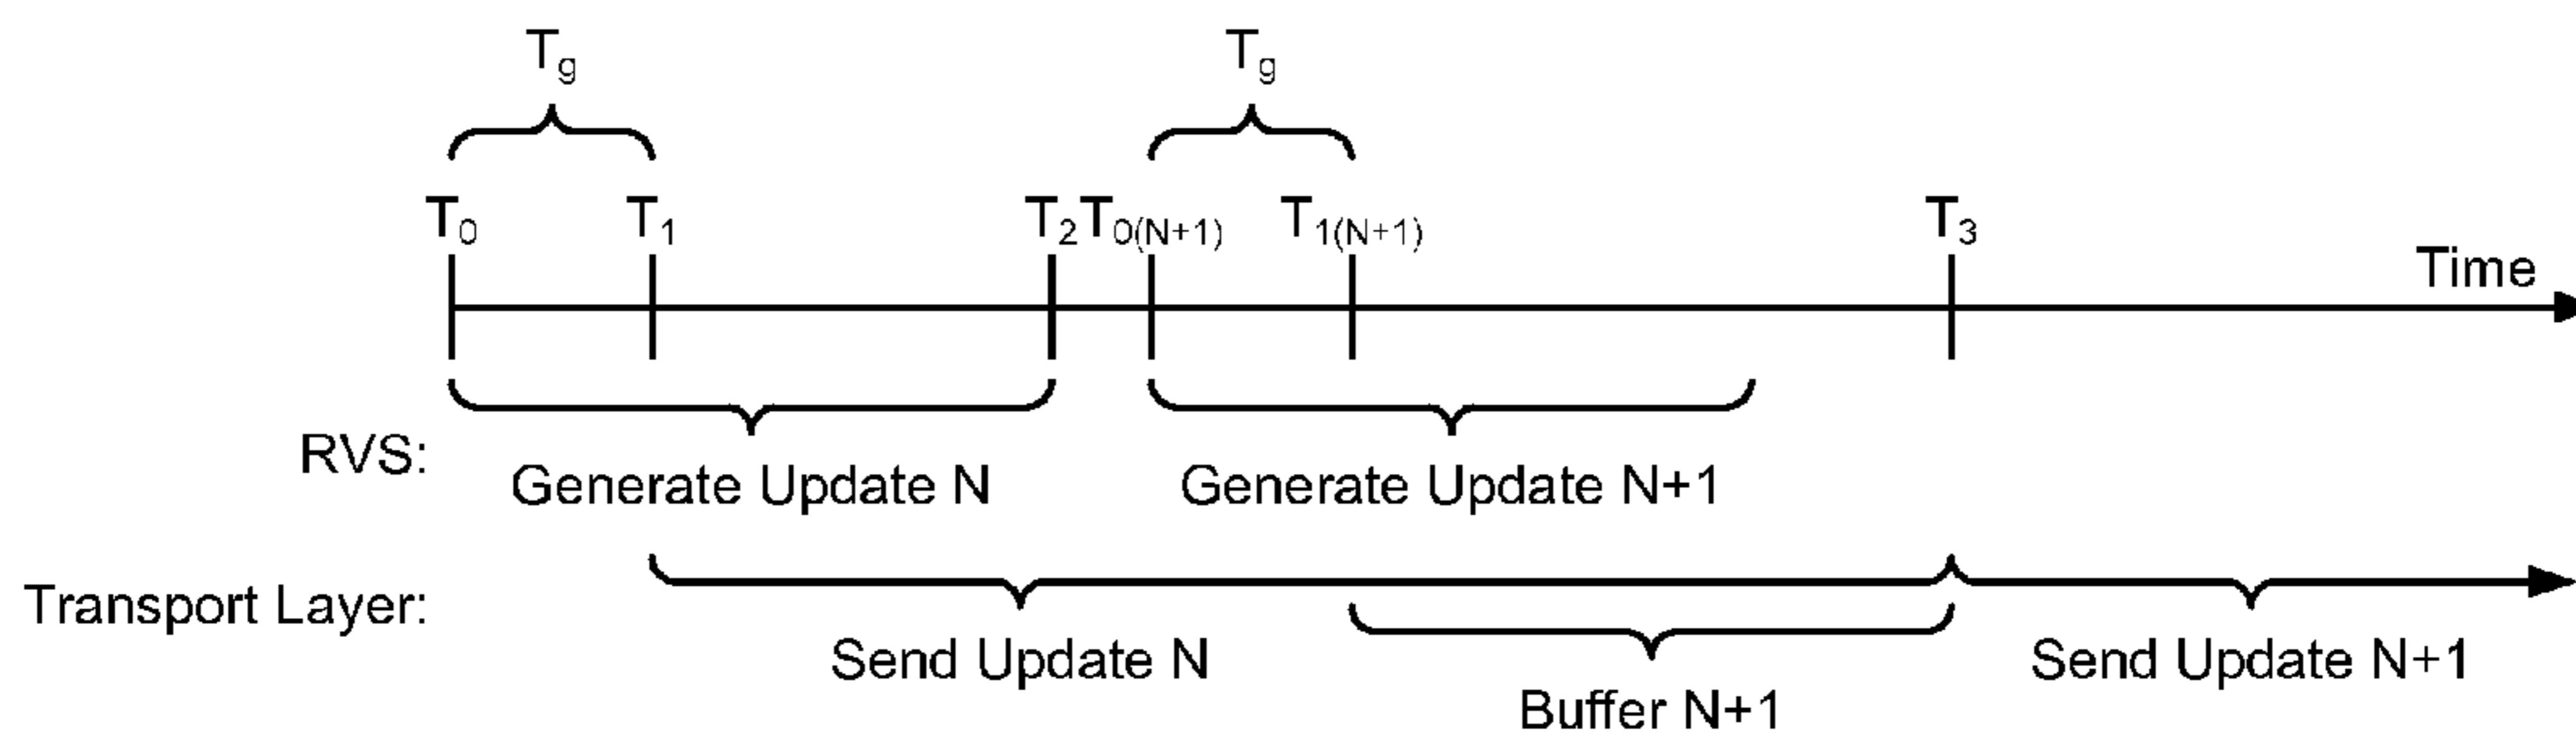 Tg Tg
T0 T1 T2 T0(N+1) T1(N+1) T3
Time
RVS:
Generate Update N Generate Update N+1
Transport Layer:
Send Update N Send Update N+1
Buffer N+1